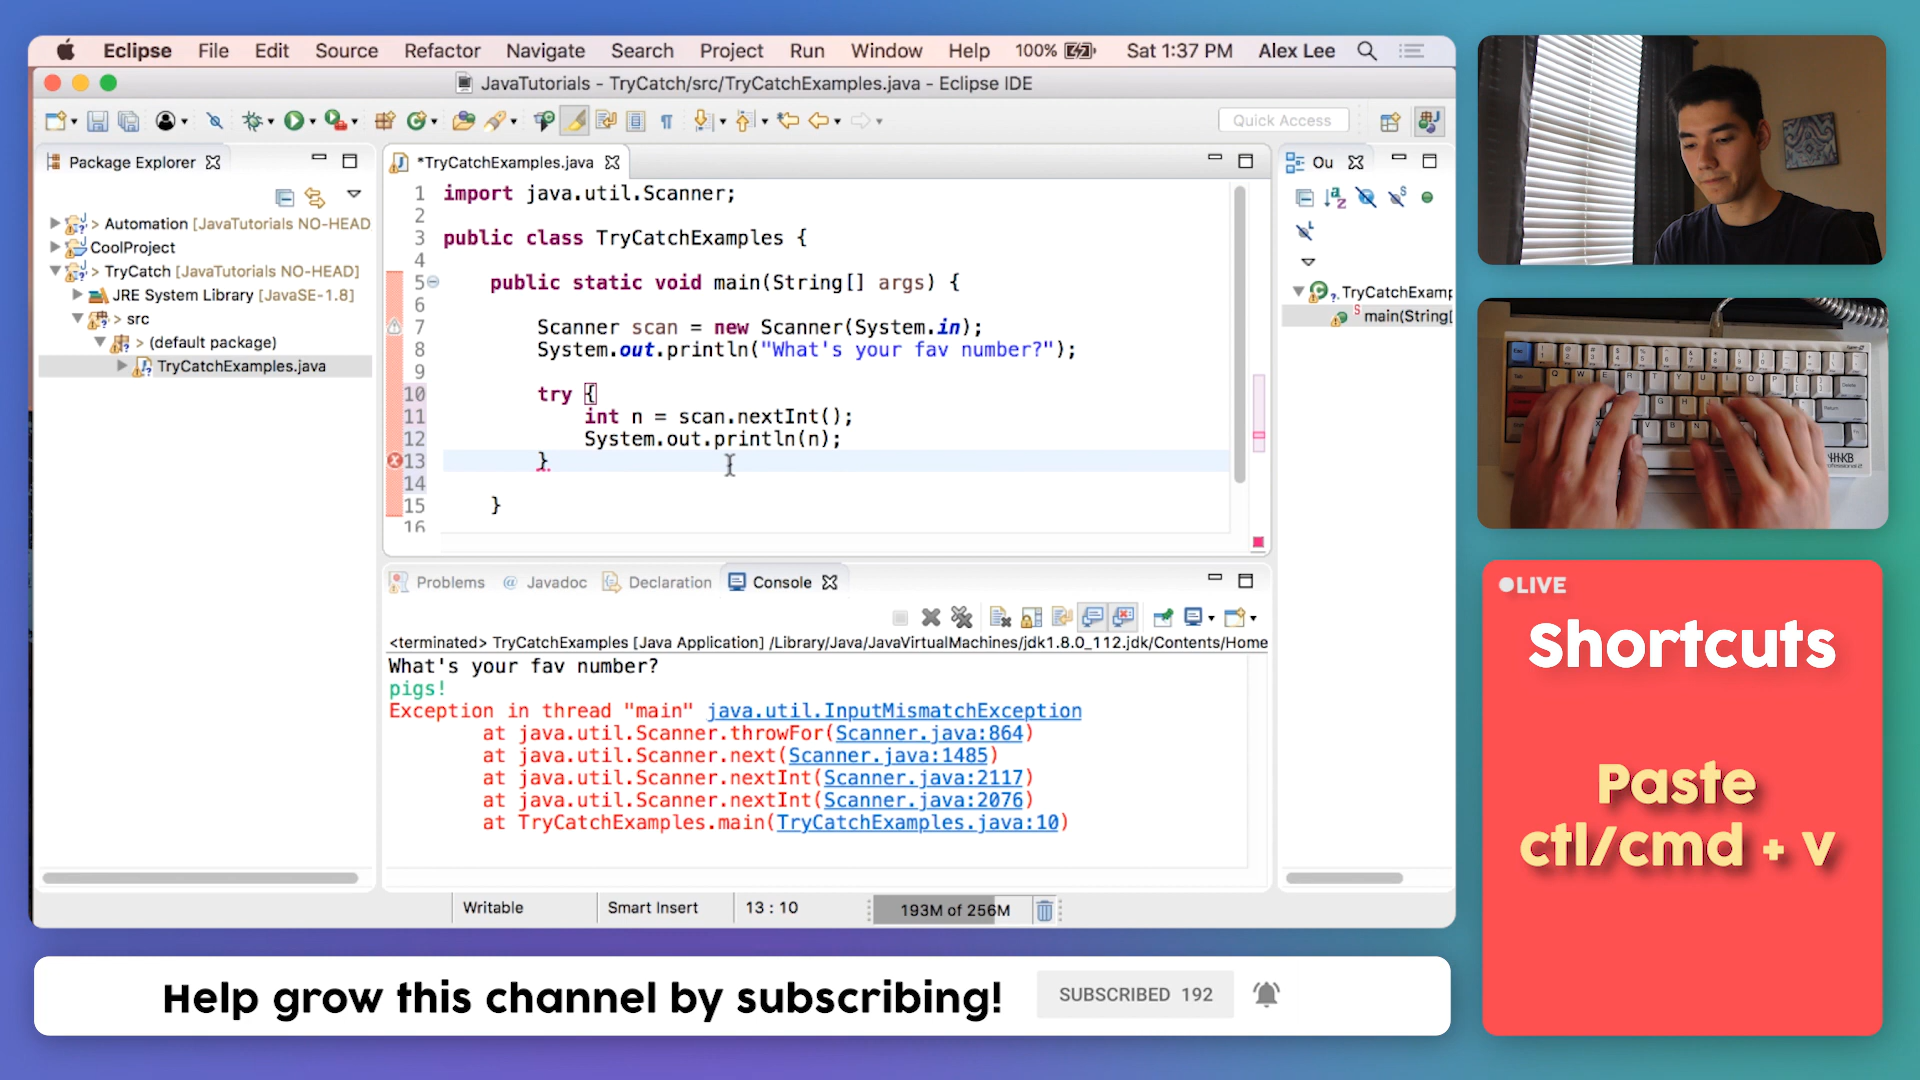 Eclipse File Edit Source Refactor Navigate Search Project Run Window Help 100% Sat 1:37 PM Alex Lee
JavaTutorials - TryCatch/src/TryCatchExamples.java - Eclipse IDE
Quick Access
Package Explorer
> Automation [JavaTutorials NO-HEAD
CoolProject
> TryCatch [JavaTutorials NO-HEAD]
JRE System Library [JavaSE-1.8]
> src
> (default package)
TryCatchExamples.java
*TryCatchExamples.java
1 import java.util.Scanner;
2
3 public class TryCatchExamples {
4
5 public static void main(String[] args) {
6
7 Scanner scan = new Scanner(System.in);
8 System.out.println("What's your fav number?");
9
10 try {
11 int n = scan.nextInt();
12 System.out.println(n);
13 }
14
15 }
16
Ou
TryCatchExamp
main(String[
Problems @ Javadoc Declaration Console
<terminated> TryCatchExamples [Java Application] /Library/Java/JavaVirtualMachines/jdk1.8.0_112.jdk/Contents/Home
What's your fav number?
pigs!
Exception in thread "main" java.util.InputMismatchException
at java.util.Scanner.throwFor(Scanner.java:864)
at java.util.Scanner.next(Scanner.java:1485)
at java.util.Scanner.nextInt(Scanner.java:2117)
at java.util.Scanner.nextInt(Scanner.java:2076)
at TryCatchExamples.main(TryCatchExamples.java:10)
Writable Smart Insert 13 : 10 193M of 256M
LIVE
Shortcuts
Paste
ctl/cmd + v
Help grow this channel by subscribing!
SUBSCRIBED 192